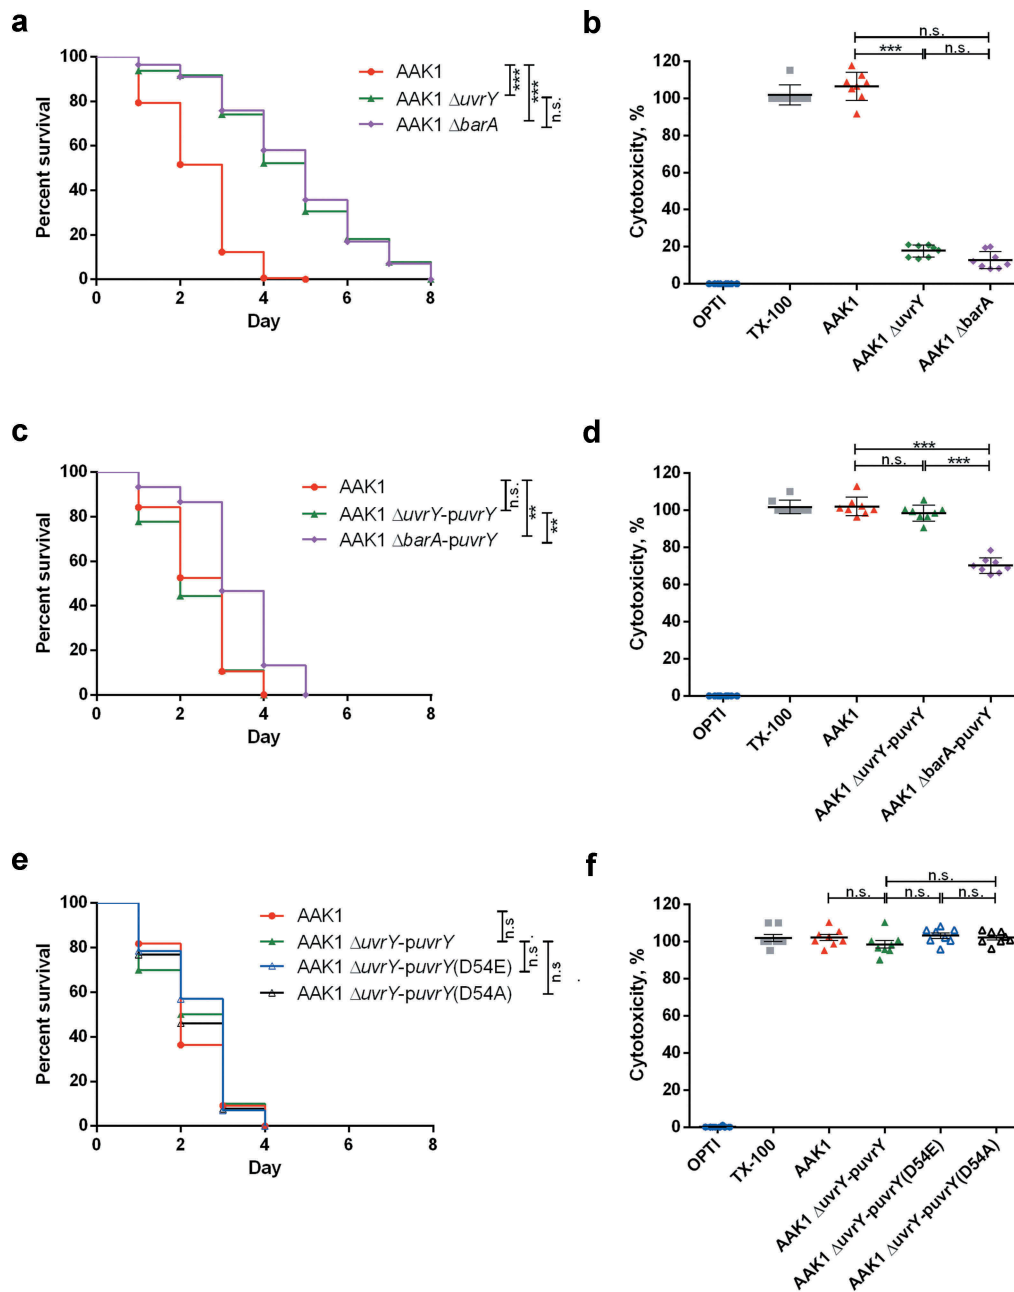 a
Percent survival
100
80
60
40
20
0
0 2 4 6 8
Day
AAK1
AAK1 ΔuvrY
AAK1 ΔbarA
***
***
n.s.
b
Cytotoxicity, %
120
100
80
60
40
20
0
n.s.
*** n.s.
OPTI
TX-100
AAK1
AAK1 ΔuvrY
AAK1 ΔbarA
c
Percent survival
100
80
60
40
20
0
0 2 4 6 8
Day
AAK1
AAK1 ΔuvrY-puvrY
AAK1 ΔbarA-puvrY
n.s.
**
**
d
Cytotoxicity, %
120
100
80
60
40
20
0
***
n.s. ***
OPTI
TX-100
AAK1
AAK1 ΔuvrY-puvrY
AAK1 ΔbarA-puvrY
e
Percent survival
100
80
60
40
20
0
0 2 4 6 8
Day
AAK1
AAK1 ΔuvrY-puvrY
AAK1 ΔuvrY-puvrY(D54E)
AAK1 ΔuvrY-puvrY(D54A)
n.s.
n.s.
n.s.
f
Cytotoxicity, %
120
100
80
60
40
20
0
n.s.
n.s. n.s. n.s.
OPTI
TX-100
AAK1
AAK1 ΔuvrY-puvrY
AAK1 ΔuvrY-puvrY(D54E)
AAK1 ΔuvrY-puvrY(D54A)